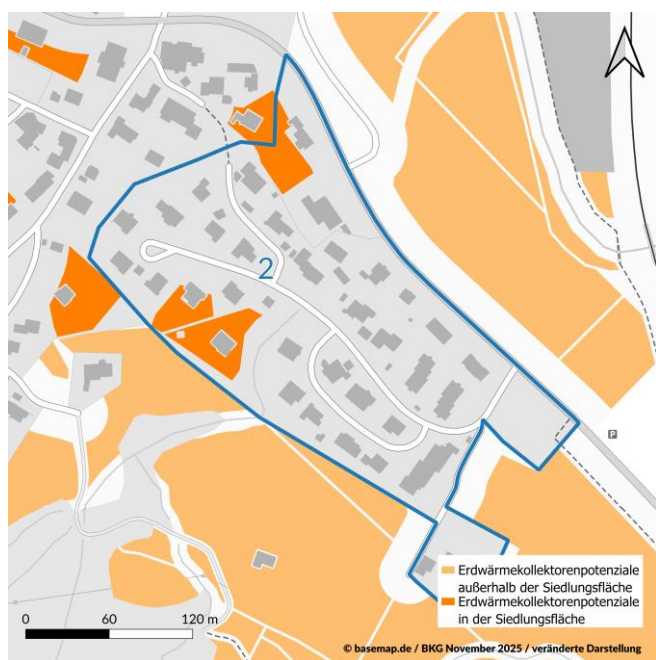 2
P
Erdwärmekollektorenpotenziale
außerhalb der Siedlungsfläche
Erdwärmekollektorenpotenziale
in der Siedlungsfläche
0 60 120 m
© basemap.de / BKG November 2025 / veränderte Darstellung